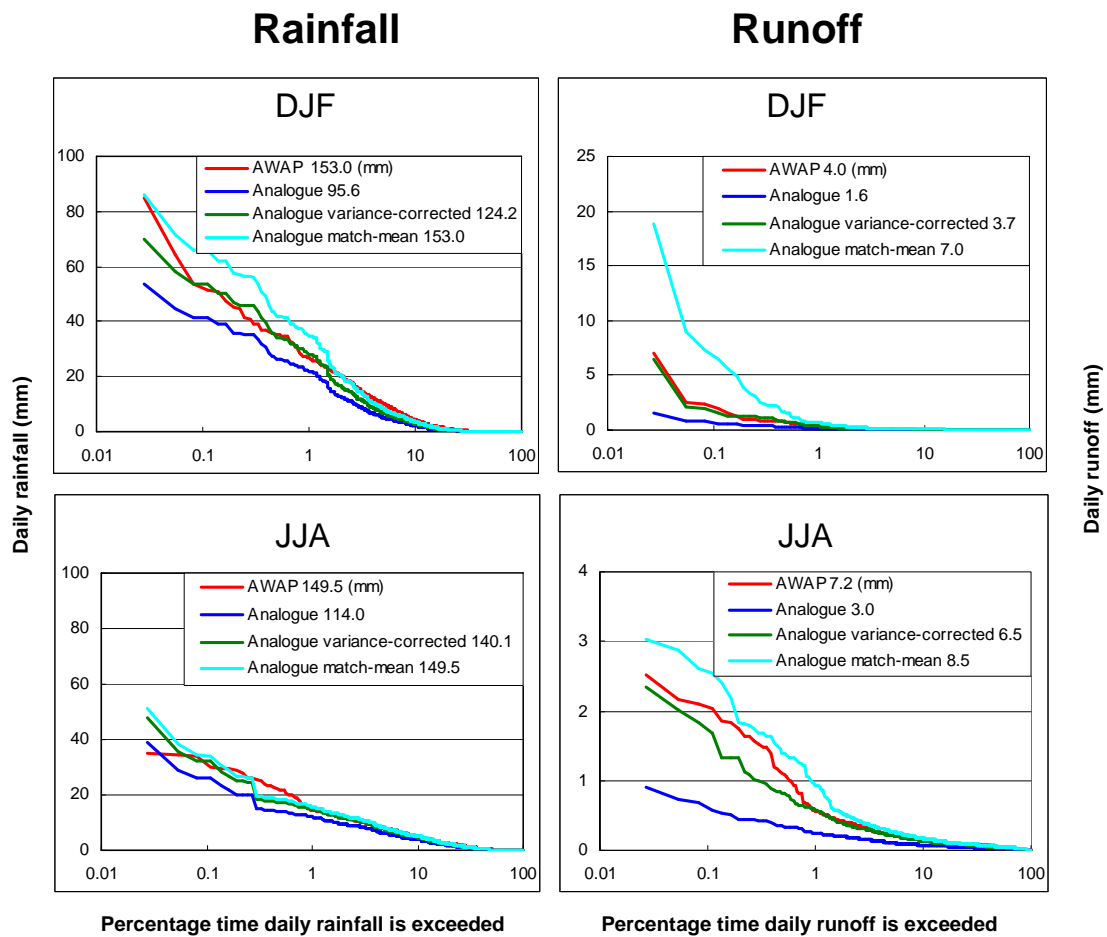 Rainfall
Runoff
DJF
100
80
60
40
20
0
0.01
0.1
1
10
100
AWAP 153.0 (mm)
Analogue 95.6
Analogue variance-corrected 124.2
Analogue match-mean 153.0
DJF
25
20
15
10
5
0
0.01
0.1
1
10
100
AWAP 4.0 (mm)
Analogue 1.6
Analogue variance-corrected 3.7
Analogue match-mean 7.0
Daily rainfall (mm)
Daily runoff (mm)
JJA
100
80
60
40
20
0
0.01
0.1
1
10
100
AWAP 149.5 (mm)
Analogue 114.0
Analogue variance-corrected 140.1
Analogue match-mean 149.5
JJA
4
3
2
1
0
0.01
0.1
1
10
100
AWAP 7.2 (mm)
Analogue 3.0
Analogue variance-corrected 6.5
Analogue match-mean 8.5
Percentage time daily rainfall is exceeded
Percentage time daily runoff is exceeded